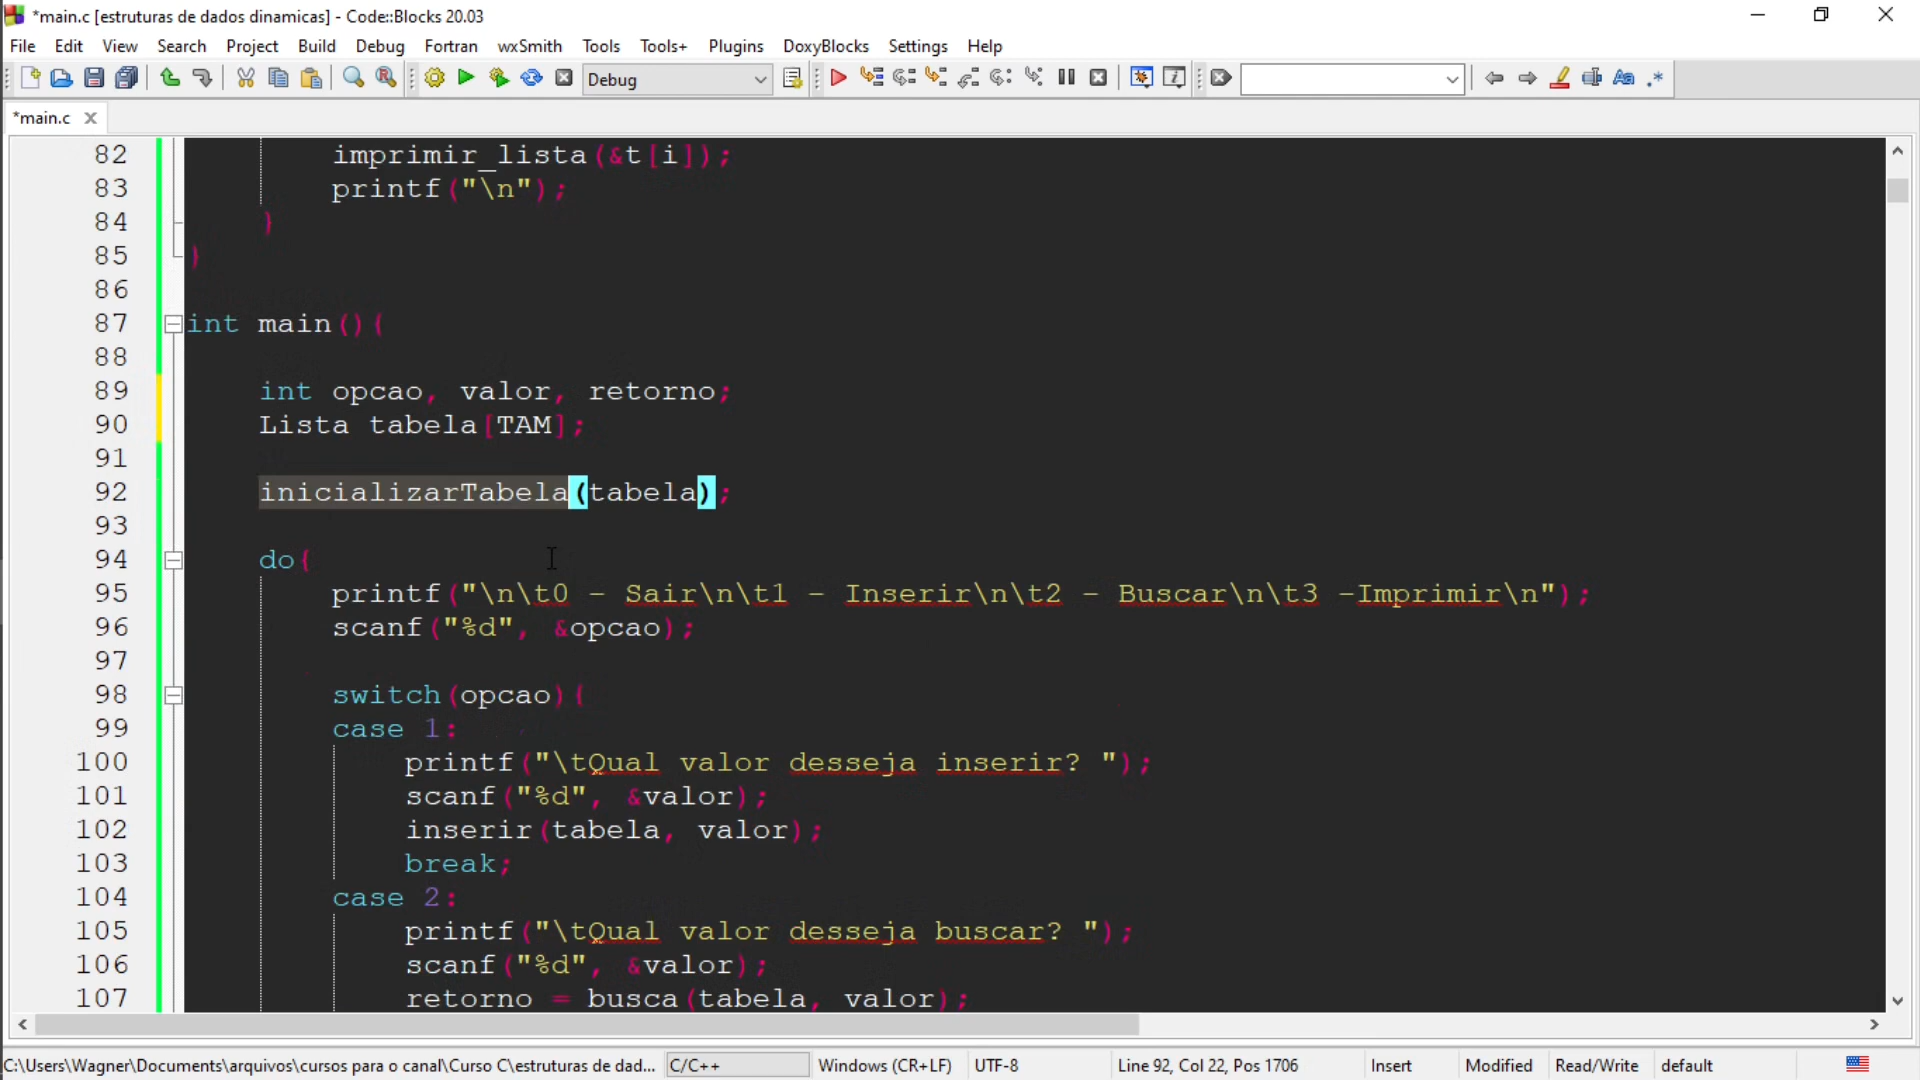 *main.c [estruturas de dados dinamicas] - Code::Blocks 20.03
File Edit View Search Project Build Debug Fortran wxSmith Tools Tools+ Plugins DoxyBlocks Settings Help
Debug
*main.c
82 imprimir_lista(&t[i]);
83 printf("\n");
84 }
85 }
86
87 int main(){
88
89 int opcao, valor, retorno;
90 Lista tabela[TAM];
91
92 inicializarTabela(tabela);
93
94 do{
95 printf("\n\t0 - Sair\n\t1 - Inserir\n\t2 - Buscar\n\t3 -Imprimir\n");
96 scanf("%d", &opcao);
97
98 switch(opcao){
99 case 1:
100 printf("\tQual valor desseja inserir? ");
101 scanf("%d", &valor);
102 inserir(tabela, valor);
103 break;
104 case 2:
105 printf("\tQual valor desseja buscar? ");
106 scanf("%d", &valor);
107 retorno = busca(tabela, valor);
C:\Users\Wagner\Documents\arquivos\cursos para o canal\Curso C\estruturas de dad... C/C++ Windows (CR+LF) UTF-8 Line 92, Col 22, Pos 1706 Insert Modified Read/Write default